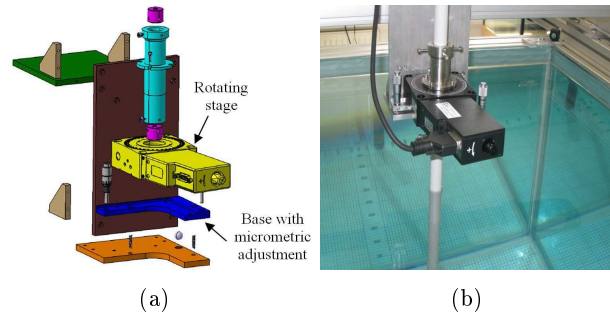 Rotating
stage
Base with
micrometric
adjustment
(a)
(b)